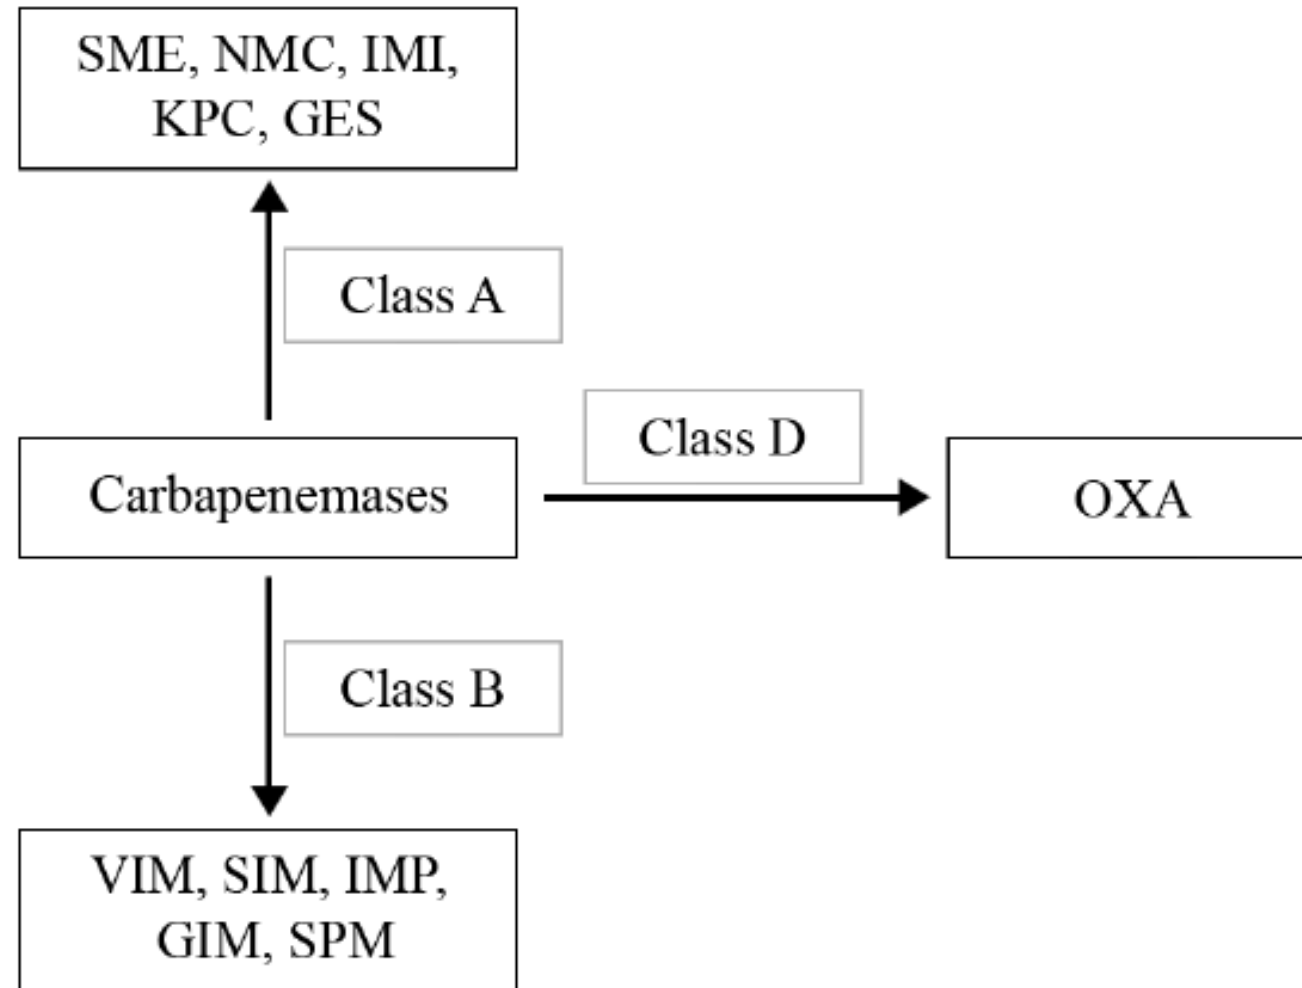 SME, NMC, IMI,
KPC, GES
Class A
Class D
Carbapenemases
OXA
Class B
VIM, SIM, IMP,
GIM, SPM